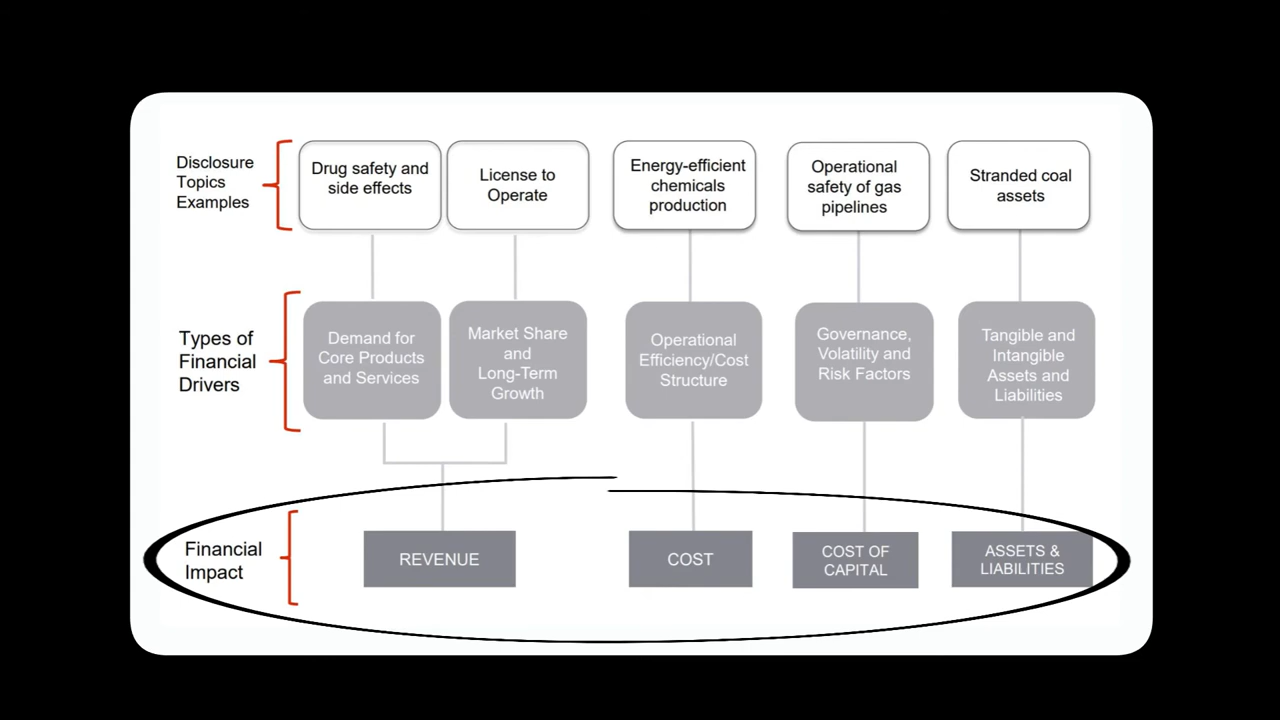 Disclosure
Topics
Examples
Drug safety and
side effects
License to
Operate
Energy-efficient
chemicals
production
Operational
safety of gas
pipelines
Stranded coal
assets
Types of
Financial
Drivers
Demand for
Core Products
and Services
Market Share
and
Long-Term
Growth
Operational
Efficiency/Cost
Structure
Governance,
Volatility and
Risk Factors
Tangible and
Intangible
Assets and
Liabilities
Financial
Impact
REVENUE
COST
COST OF
CAPITAL
ASSETS &
LIABILITIES